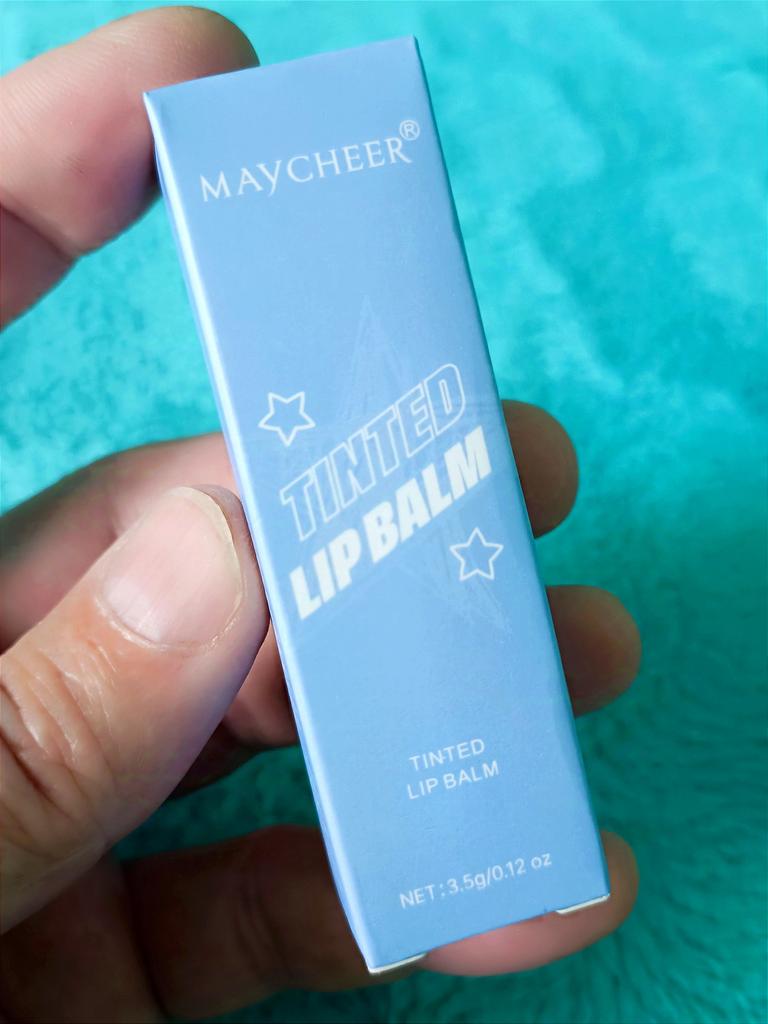 MAYCHEER®
TINTED
LIP BALM
TINTED
LIP BALM
NET: 3.5g/0.12 oz